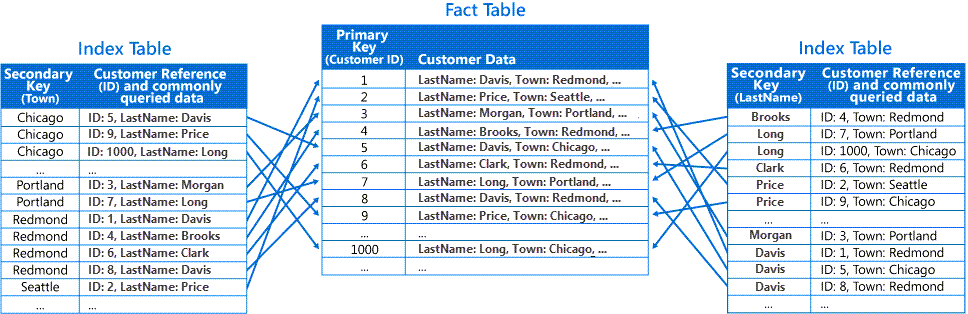 Fact Table
Index Table
Secondary Key (Town) | Customer Reference (ID) and commonly queried data
Chicago | ID: 5, LastName: Davis
Chicago | ID: 9, LastName: Price
Chicago | ID: 1000, LastName: Long
... | ...
Portland | ID: 3, LastName: Morgan
Portland | ID: 7, LastName: Long
Redmond | ID: 1, LastName: Davis
Redmond | ID: 4, LastName: Brooks
Redmond | ID: 6, LastName: Clark
Redmond | ID: 8, LastName: Davis
Seattle | ID: 2, LastName: Price
... | ...
Primary Key (Customer ID) | Customer Data
1 | LastName: Davis, Town: Redmond, ...
2 | LastName: Price, Town: Seattle, ...
3 | LastName: Morgan, Town: Portland, ...
4 | LastName: Brooks, Town: Redmond, ...
5 | LastName: Davis, Town: Chicago, ...
6 | LastName: Clark, Town: Redmond, ...
7 | LastName: Long, Town: Portland, ...
8 | LastName: Davis, Town: Redmond, ...
9 | LastName: Price, Town: Chicago, ...
... | ...
1000 | LastName: Long, Town: Chicago, ...
... | ...
Index Table
Secondary Key (LastName) | Customer Reference (ID) and commonly queried data
Brooks | ID: 4, Town: Redmond
Long | ID: 7, Town: Portland
Long | ID: 1000, Town: Chicago
Clark | ID: 6, Town: Redmond
Price | ID: 2, Town: Seattle
Price | ID: 9, Town: Chicago
... | ...
Morgan | ID: 3, Town: Portland
Davis | ID: 1, Town: Redmond
Davis | ID: 5, Town: Chicago
Davis | ID: 8, Town: Redmond
... | ...